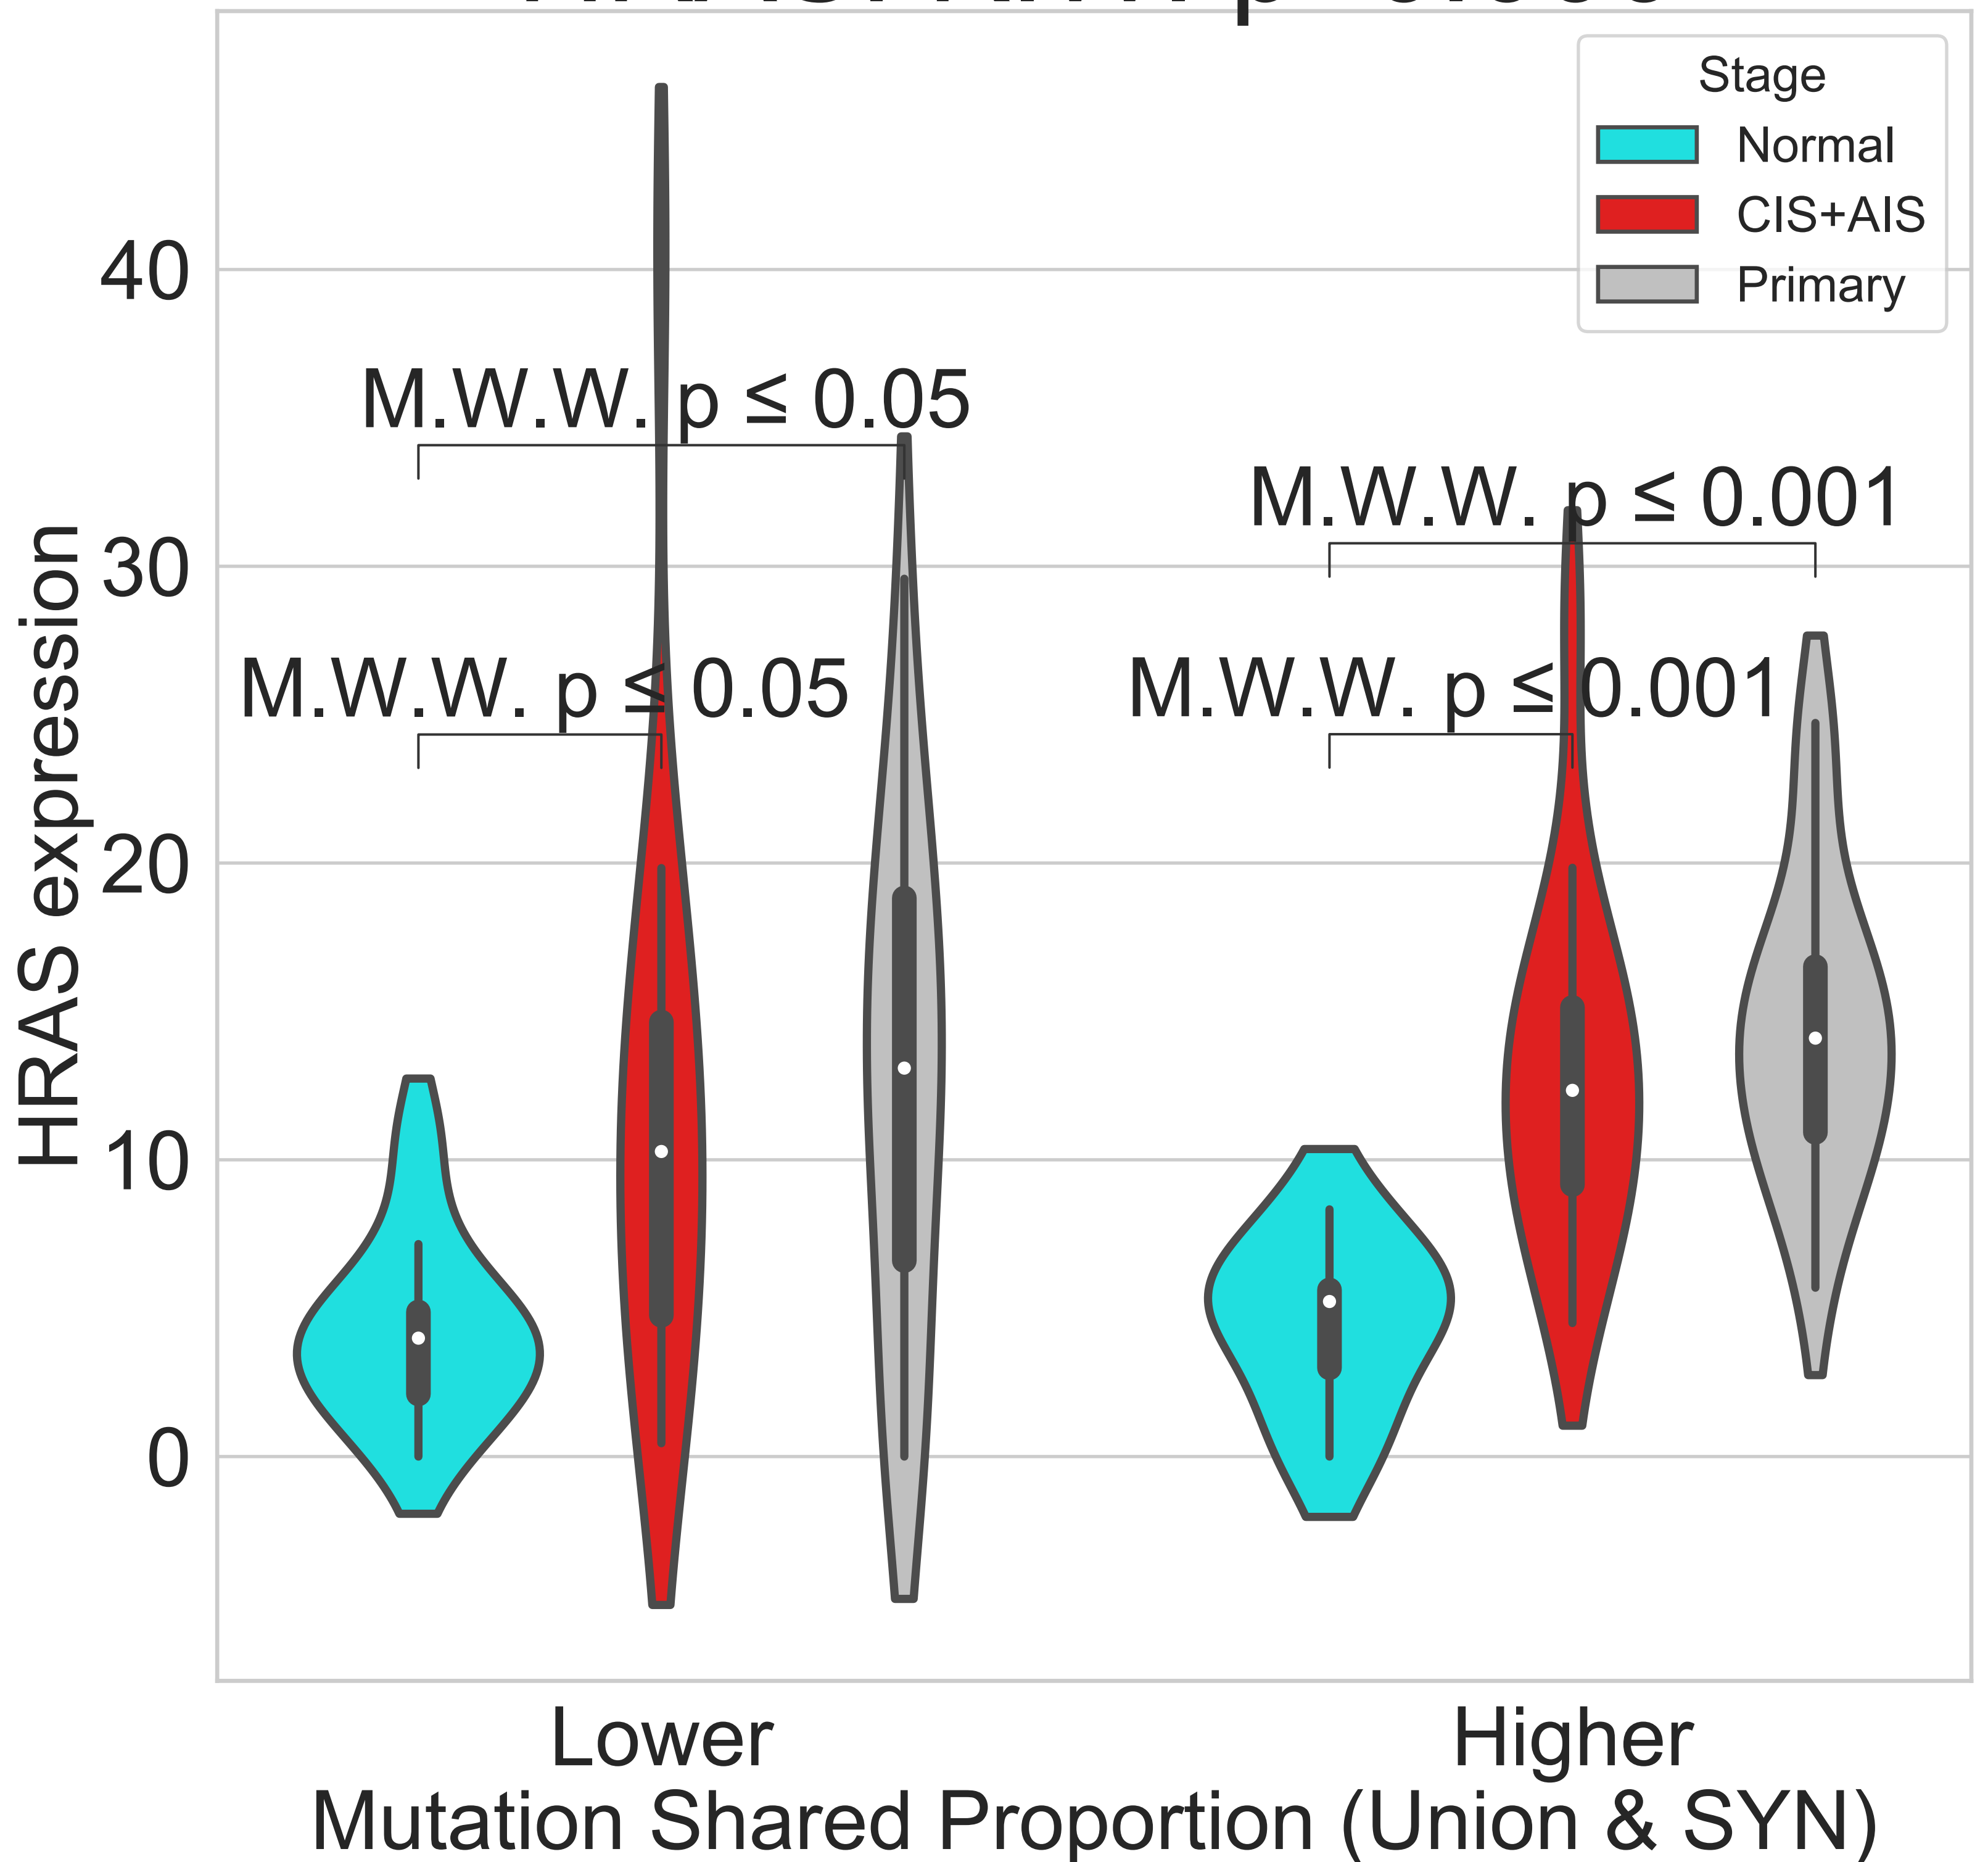 Stage
Normal
CIS+AIS
Primary
40
30
20
10
0
HRAS expression
M.W.W. p ≤ 0.05
M.W.W. p ≤ 0.001
M.W.W. p ≤ 0.05
M.W.W. p ≤ 0.001
Lower
Higher
Mutation Shared Proportion (Union & SYN)